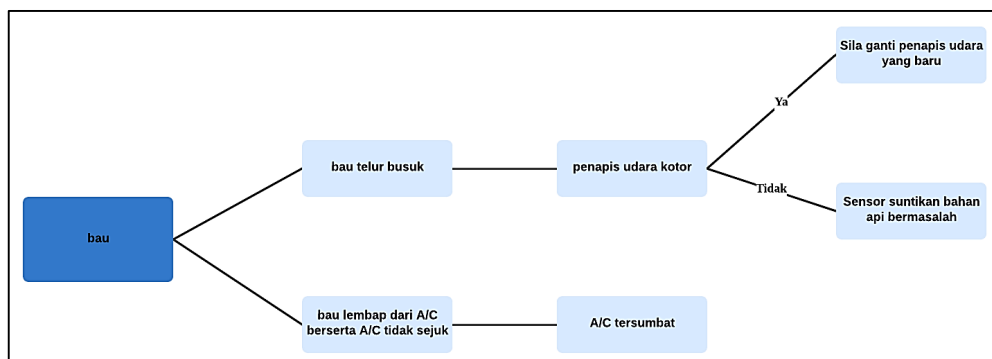 Sila ganti penapis udara
yang baru
Ya
bau telur busuk
penapis udara kotor
Tidak
Sensor suntikan bahan
api bermasalah
bau
bau lembap dari A/C
berserta A/C tidak sejuk
A/C tersumbat